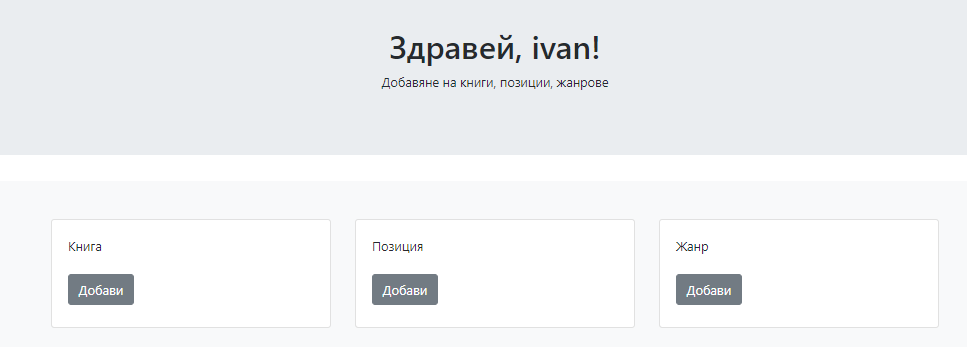 Здравей, ivan!
Добавяне на книги, позиции, жанрове
Книга
Добави
Позиция
Добави
Жанр
Добави